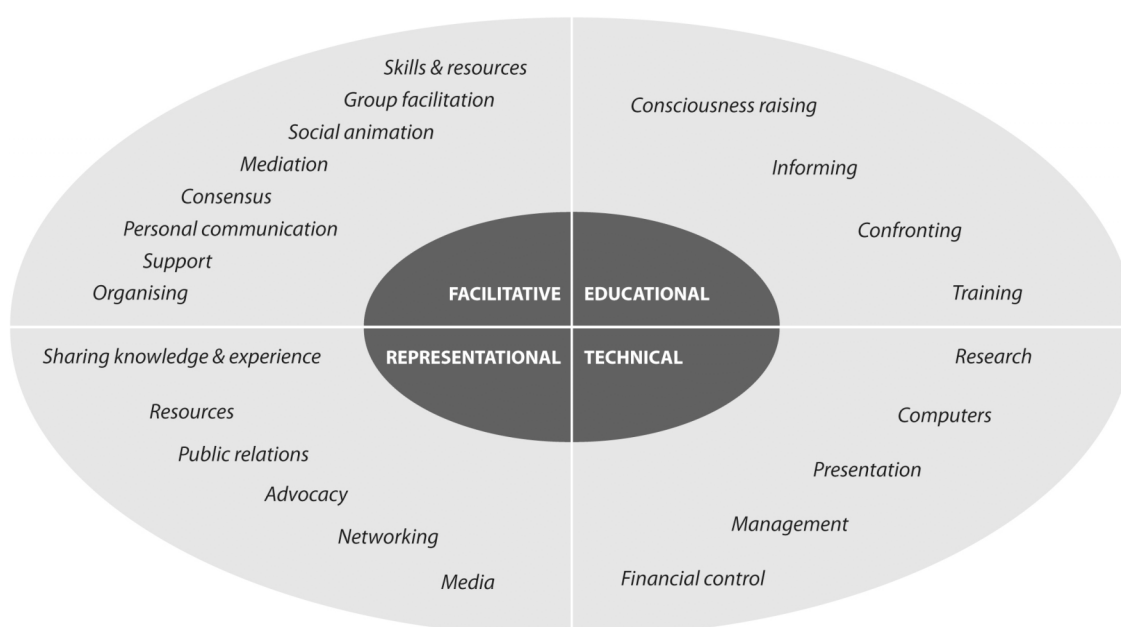 Skills & resources
Group facilitation
Social animation
Mediation
Consensus
Personal communication
Support
Organising
Consciousness raising
Informing
Confronting
Training
FACILITATIVE
EDUCATIONAL
REPRESENTATIONAL
TECHNICAL
Sharing knowledge & experience
Resources
Public relations
Advocacy
Networking
Media
Research
Computers
Presentation
Management
Financial control